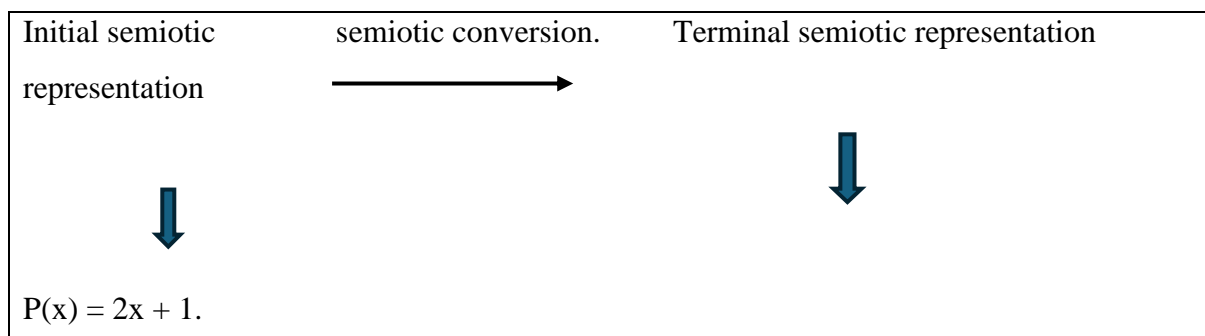 Initial semiotic semiotic conversion. Terminal semiotic representation
representation
P(x) = 2x + 1.